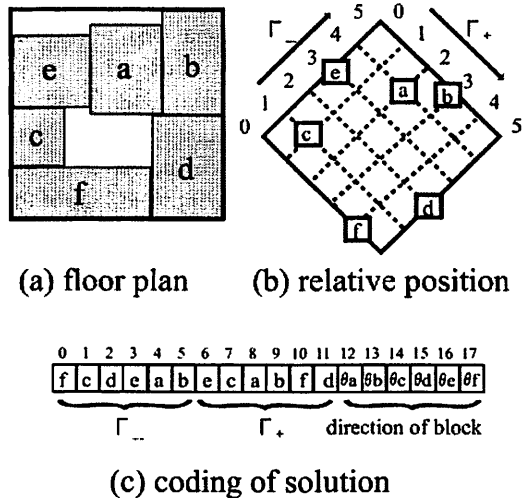 e a b
c
f d
(a) floor plan
Γ₋ Γ₊
0 1 2 3 4 5
0 1 2 3 4 5
e a b
c
f d
(b) relative position
0 1 2 3 4 5 6 7 8 9 10 11 12 13 14 15 16 17
f c d e a b e c a b f d θa θb θc θd θe θf
Γ₋ Γ₊ direction of block
(c) coding of solution